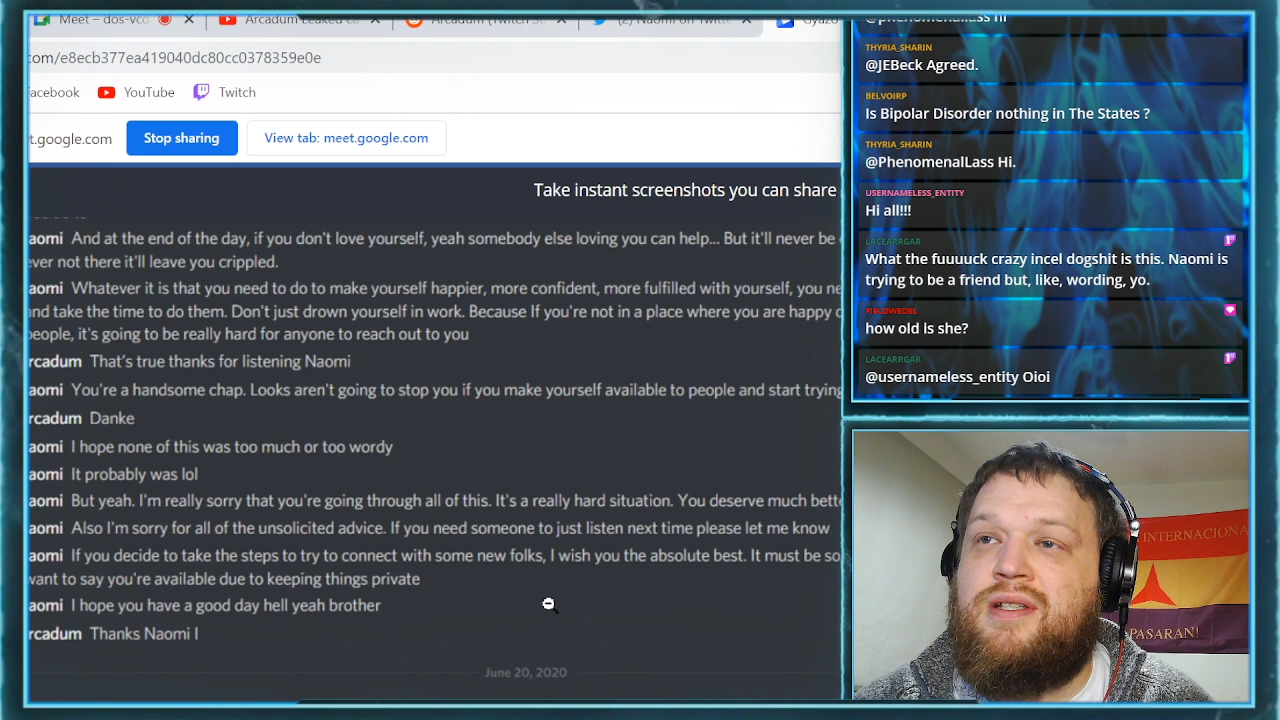 Meet – dos-vcd
Arcadum Leaked ca
Arcadum (Twitch St
(2) Naomi on Twitte
Gyazo
com/e8ecb377ea419040dc80cc0378359e0e
acebook
YouTube
Twitch
t.google.com
Stop sharing
View tab: meet.google.com
Take instant screenshots you can share
aomi And at the end of the day, if you don't love yourself, yeah somebody else loving you can help... But it'll never be
ever not there it'll leave you crippled.
aomi Whatever it is that you need to do to make yourself happier, more confident, more fulfilled with yourself, you ne
and take the time to do them. Don't just drown yourself in work. Because If you're not in a place where you are happy
people, it's going to be really hard for anyone to reach out to you
rcadum That's true thanks for listening Naomi
aomi You're a handsome chap. Looks aren't going to stop you if you make yourself available to people and start trying
rcadum Danke
aomi I hope none of this was too much or too wordy
aomi It probably was lol
aomi But yeah. I'm really sorry that you're going through all of this. It's a really hard situation. You deserve much bett
aomi Also I'm sorry for all of the unsolicited advice. If you need someone to just listen next time please let me know
aomi If you decide to take the steps to try to connect with some new folks, I wish you the absolute best. It must be so
want to say you're available due to keeping things private
aomi I hope you have a good day hell yeah brother
rcadum Thanks Naomi I
June 20, 2020
@phenomenallass Hi
THYRIA_SHARIN
@JEBeck Agreed.
BELVOIRP
Is Bipolar Disorder nothing in The States ?
THYRIA_SHARIN
@PhenomenalLass Hi.
USERNAMELESS_ENTITY
Hi all!!!
LACEARRGAR
What the fuuuuck crazy incel dogshit is this. Naomi is
trying to be a friend but, like, wording, yo.
FIELDWEDEL
how old is she?
LACEARRGAR
@usernameless_entity Oioi
INTERNACIONA
PASARAN!